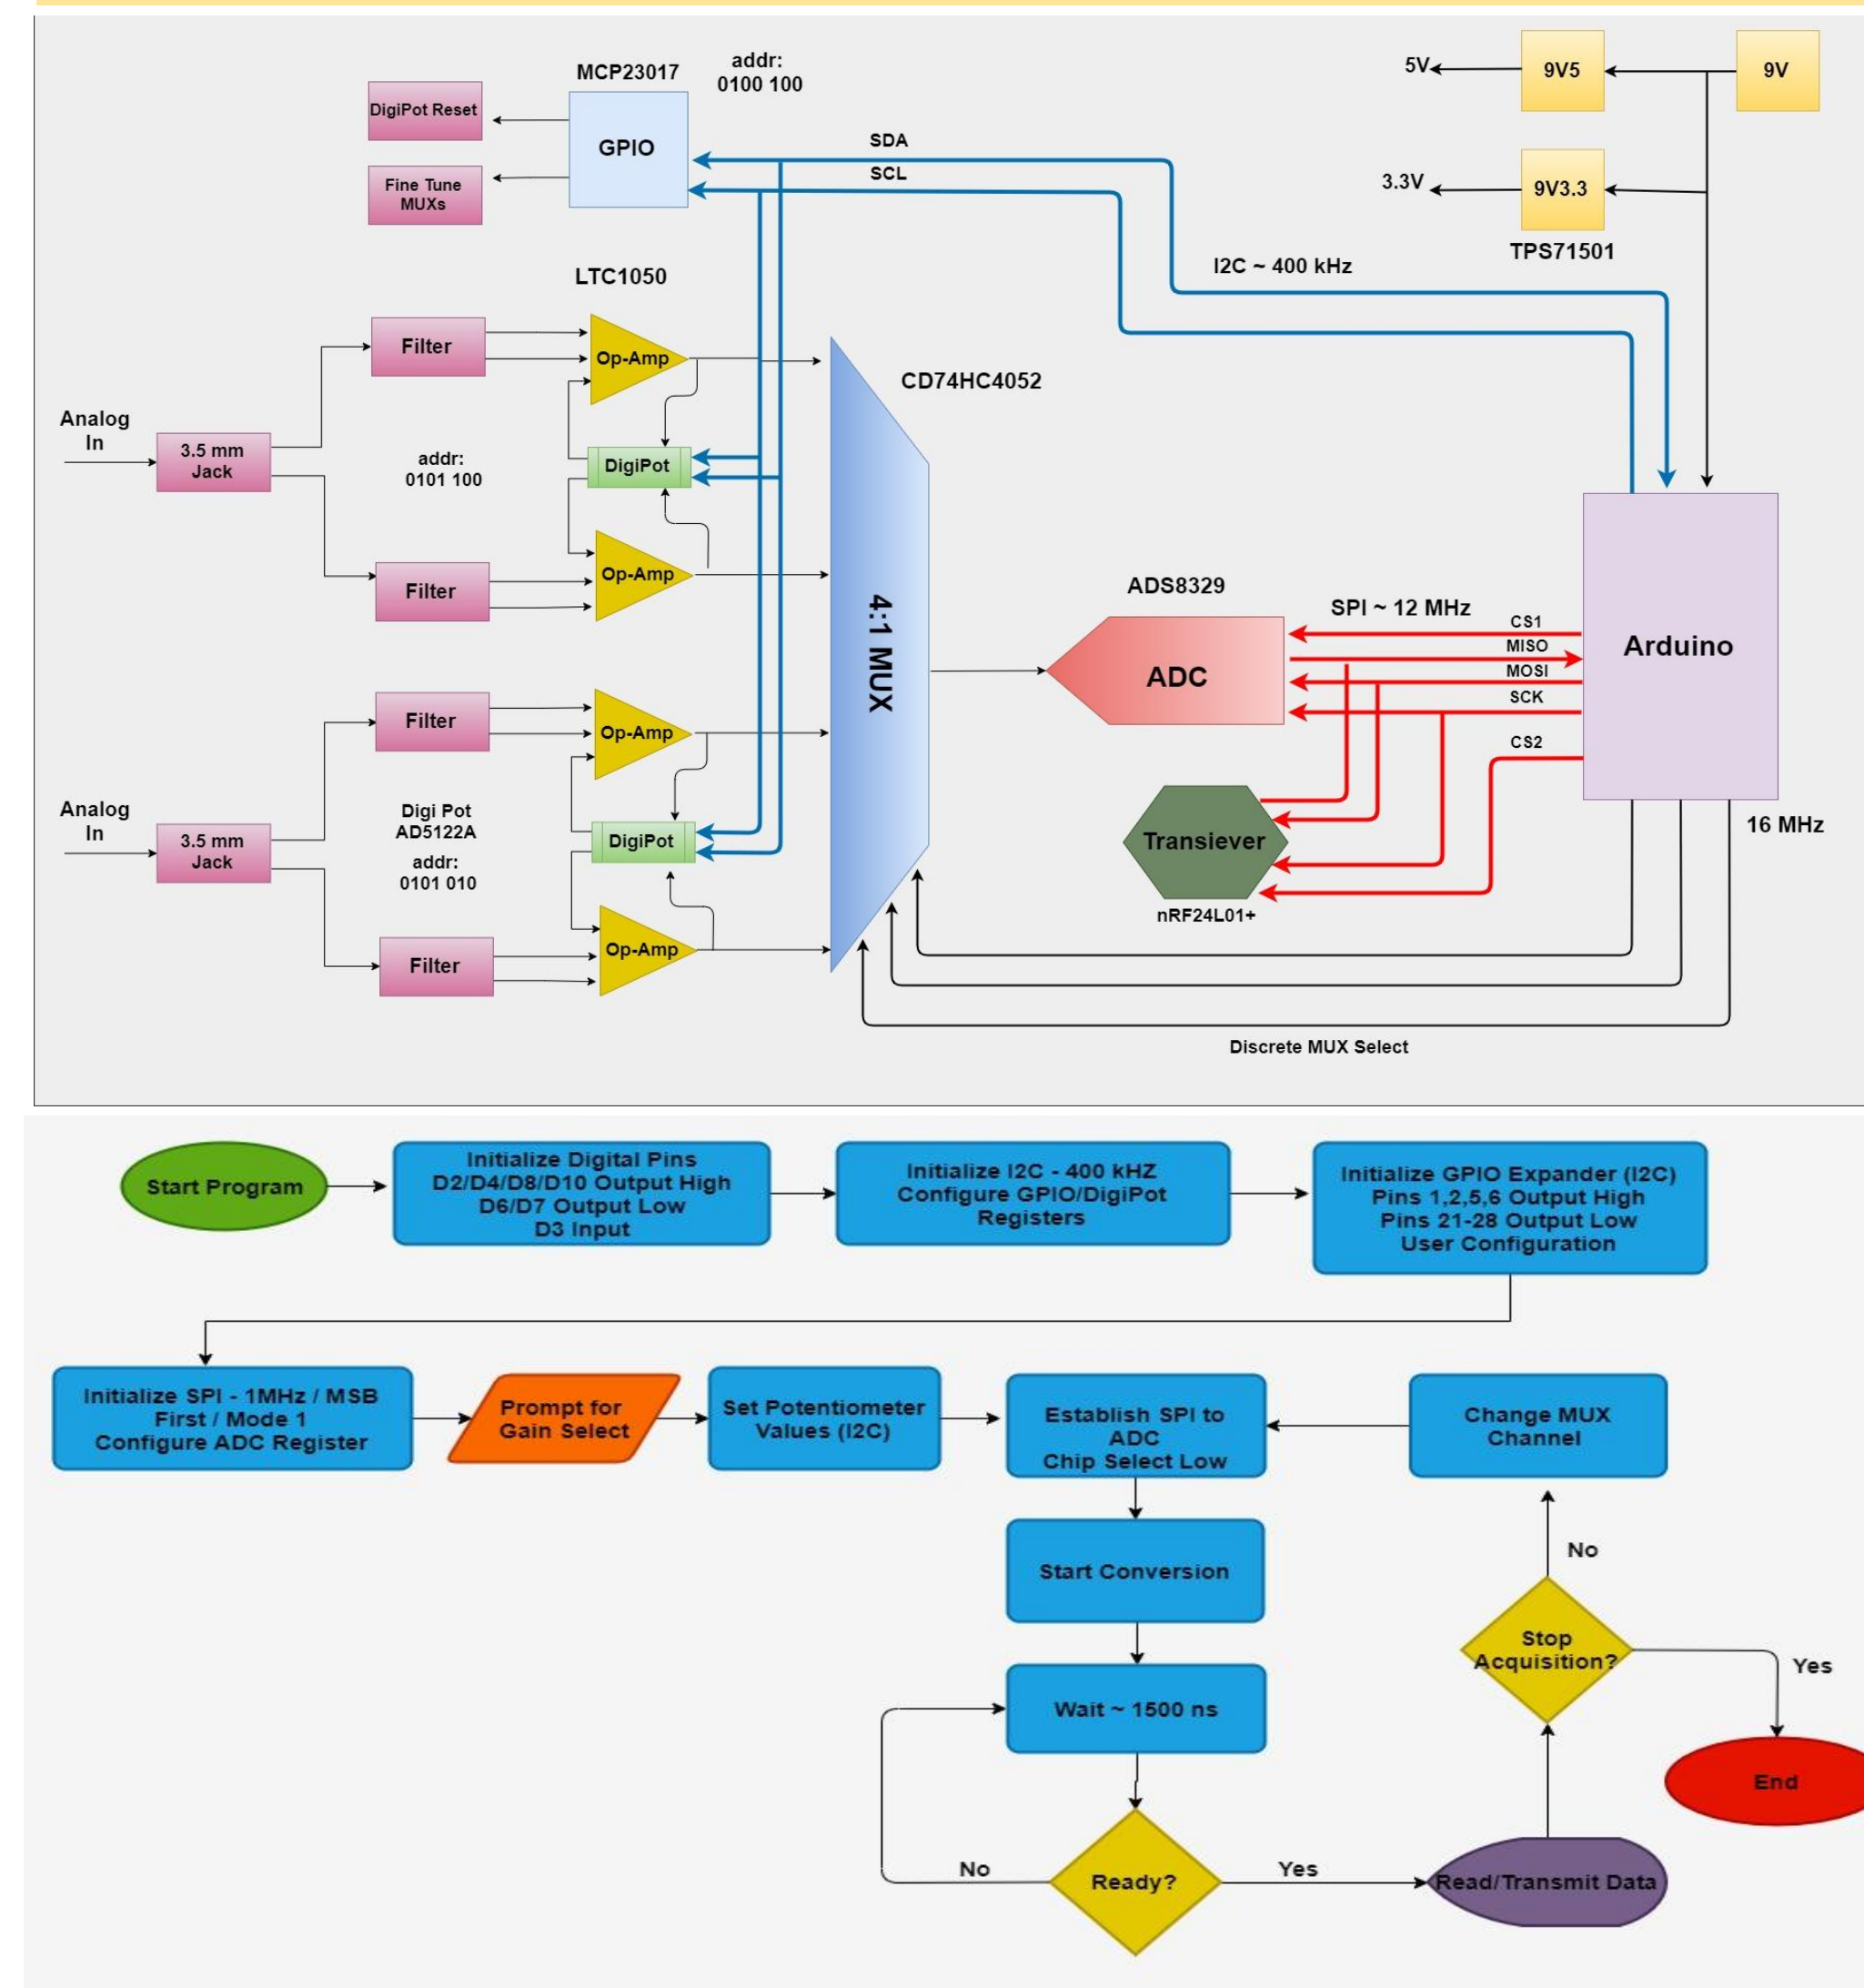 MCP23017
addr:
0100 100
DigiPot Reset
GPIO
Fine Tune
MUXs
SDA
SCL
5V
9V5
9V
3.3V
9V3.3
TPS71501
I2C ~ 400 kHz
LTC1050
Filter
Op-Amp
CD74HC4052
Analog
In
3.5 mm
Jack
addr:
0101 100
DigiPot
Filter
Op-Amp
4:1 MUX
ADS8329
SPI ~ 12 MHz
CS1
MISO
MOSI
SCK
CS2
ADC
Arduino
16 MHz
Filter
Op-Amp
Analog
In
3.5 mm
Jack
Digi Pot
AD5122A
addr:
0101 010
DigiPot
Transiever
nRF24L01+
Filter
Op-Amp
Discrete MUX Select
Start Program
Initialize Digital Pins
D2/D4/D8/D10 Output High
D6/D7 Output Low
D3 Input
Initialize I2C - 400 kHZ
Configure GPIO/DigiPot
Registers
Initialize GPIO Expander (I2C)
Pins 1,2,5,6 Output High
Pins 21-28 Output Low
User Configuration
Initialize SPI - 1MHz / MSB
First / Mode 1
Configure ADC Register
Prompt for
Gain Select
Set Potentiometer
Values (I2C)
Establish SPI to
ADC
Chip Select Low
Change MUX
Channel
Start Conversion
No
Stop
Acquisition?
Yes
Wait ~ 1500 ns
End
No
Ready?
Yes
Read/Transmit Data